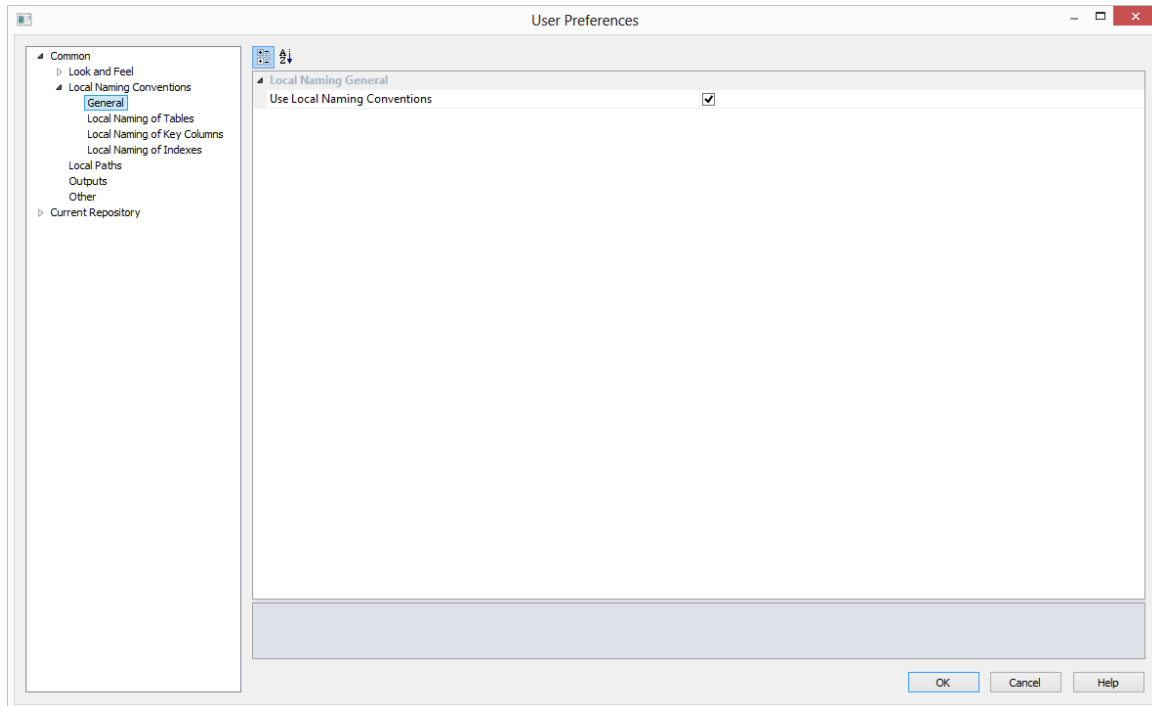 User Preferences
Common
Look and Feel
Local Naming Conventions
General
Local Naming of Tables
Local Naming of Key Columns
Local Naming of Indexes
Local Paths
Outputs
Other
Current Repository
A
Z
Local Naming General
Use Local Naming Conventions
OK
Cancel
Help